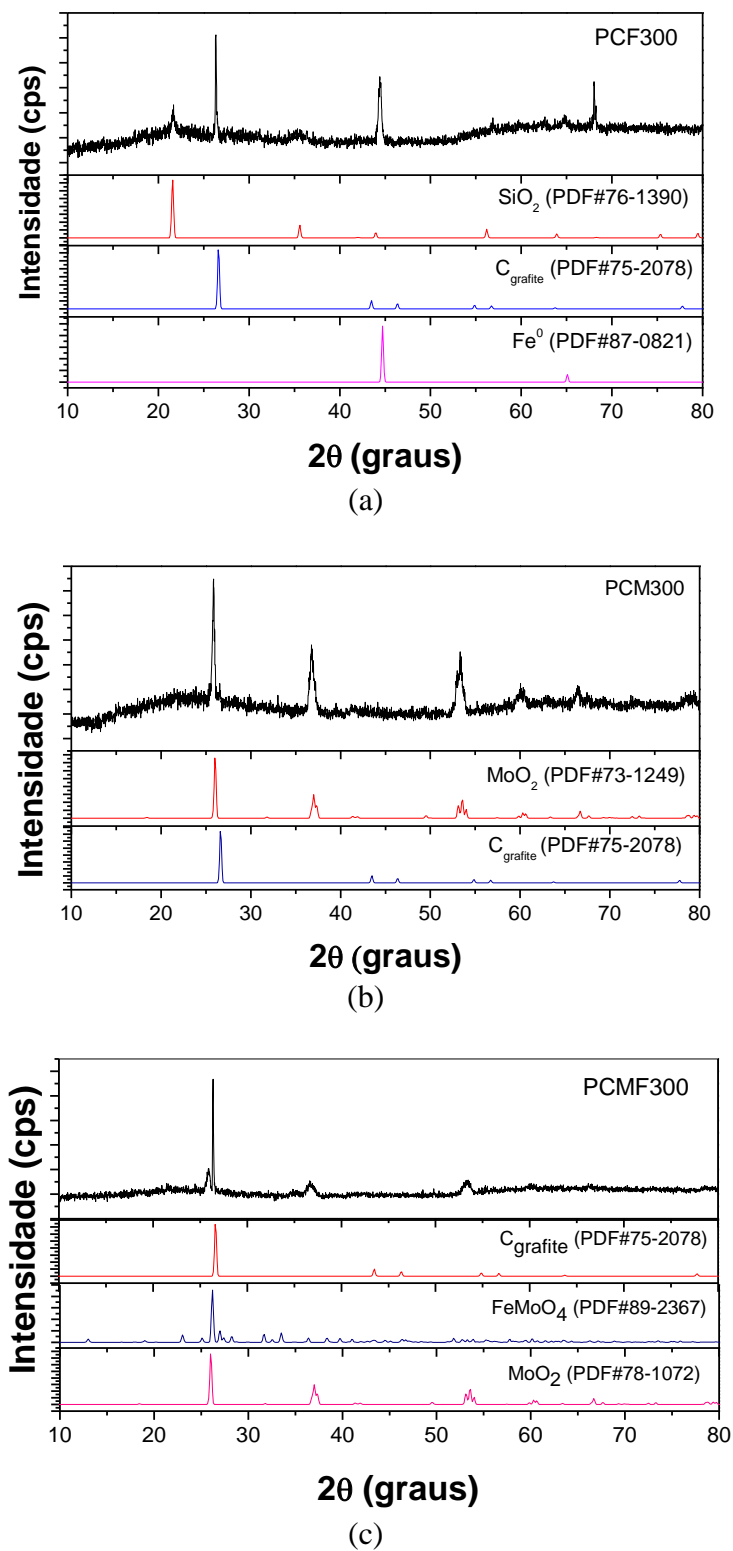 PCF300
SiO₂ (PDF#76-1390)
C grafite (PDF#75-2078)
Fe⁰ (PDF#87-0821)
Intensidade (cps)
10 20 30 40 50 60 70 80
2θ (graus)
(a)
PCM300
MoO₂ (PDF#73-1249)
C grafite (PDF#75-2078)
Intensidade (cps)
10 20 30 40 50 60 70 80
2θ (graus)
(b)
PCMF300
C grafite (PDF#75-2078)
FeMoO₄ (PDF#89-2367)
MoO₂ (PDF#78-1072)
Intensidade (cps)
10 20 30 40 50 60 70 80
2θ (graus)
(c)